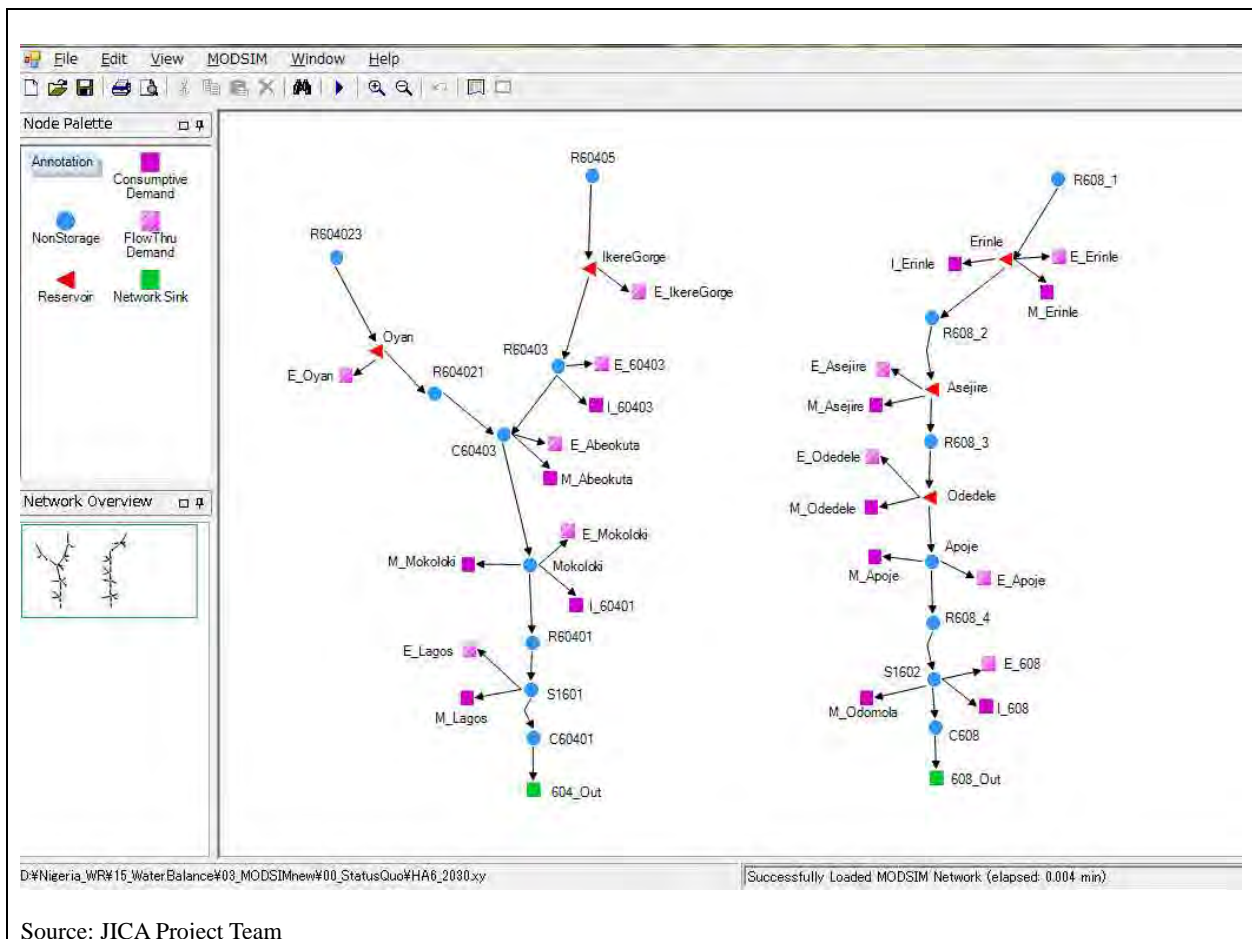 File Edit View MODSIM Window Help
Node Palette
Annotation
Consumptive
Demand
NonStorage
FlowThru
Demand
Reservoir
Network Sink
Network Overview
R60405
R604023
IkereGorge
E_IkereGorge
Oyan
E_Oyan
R604021
R60403
E_60403
I_60403
C60403
E_Abeokuta
M_Abeokuta
E_Mokoloki
M_Mokoloki
Mokoloki
I_60401
R60401
E_Lagos
S1601
M_Lagos
C60401
604_Out
R608_1
Erinle
I_Erinle
E_Erinle
M_Erinle
R608_2
E_Asejire
Asejire
M_Asejire
R608_3
E_Odedele
Odedele
M_Odedele
Apoje
M_Apoje
E_Apoje
R608_4
S1602
E_608
M_Odomola
I_608
C608
608_Out
D:¥Nigeria_WR¥15_WaterBalance¥03_MODSIMnew¥00_StatusQuo¥HA6_2030.xy
Successfully Loaded MODSIM Network (elapsed: 0.004 min)
Source: JICA Project Team